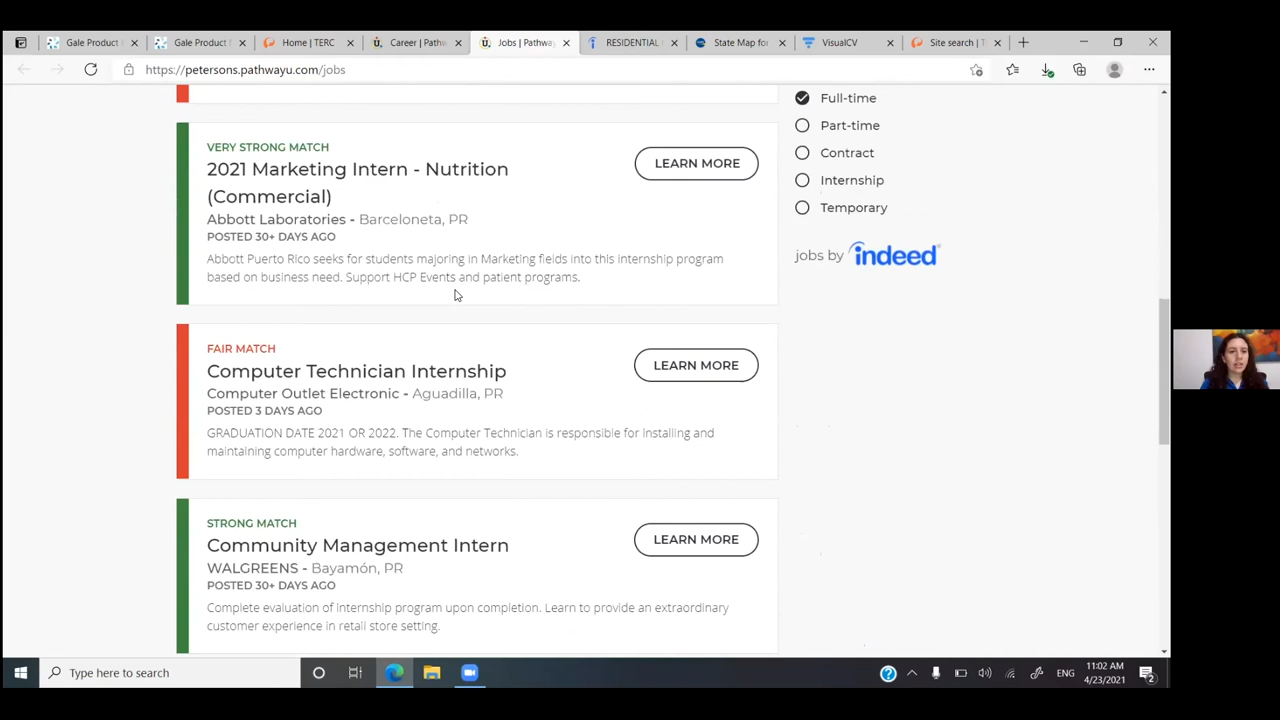 Gale Product
Gale Product
Home | TERC
Career | Pathw
Jobs | Pathway
RESIDENTIAL
State Map for
VisualCV
Site search | T
https://petersons.pathwayu.com/jobs
Full-time
Part-time
Contract
Internship
Temporary
jobs by indeed
VERY STRONG MATCH
2021 Marketing Intern - Nutrition
(Commercial)
LEARN MORE
Abbott Laboratories - Barceloneta, PR
POSTED 30+ DAYS AGO
Abbott Puerto Rico seeks for students majoring in Marketing fields into this internship program
based on business need. Support HCP Events and patient programs.
FAIR MATCH
Computer Technician Internship
LEARN MORE
Computer Outlet Electronic - Aguadilla, PR
POSTED 3 DAYS AGO
GRADUATION DATE 2021 OR 2022. The Computer Technician is responsible for installing and
maintaining computer hardware, software, and networks.
STRONG MATCH
Community Management Intern
LEARN MORE
WALGREENS - Bayamón, PR
POSTED 30+ DAYS AGO
Complete evaluation of Internship program upon completion. Learn to provide an extraordinary
customer experience in retail store setting.
Type here to search
ENG
11:02 AM
4/23/2021
2